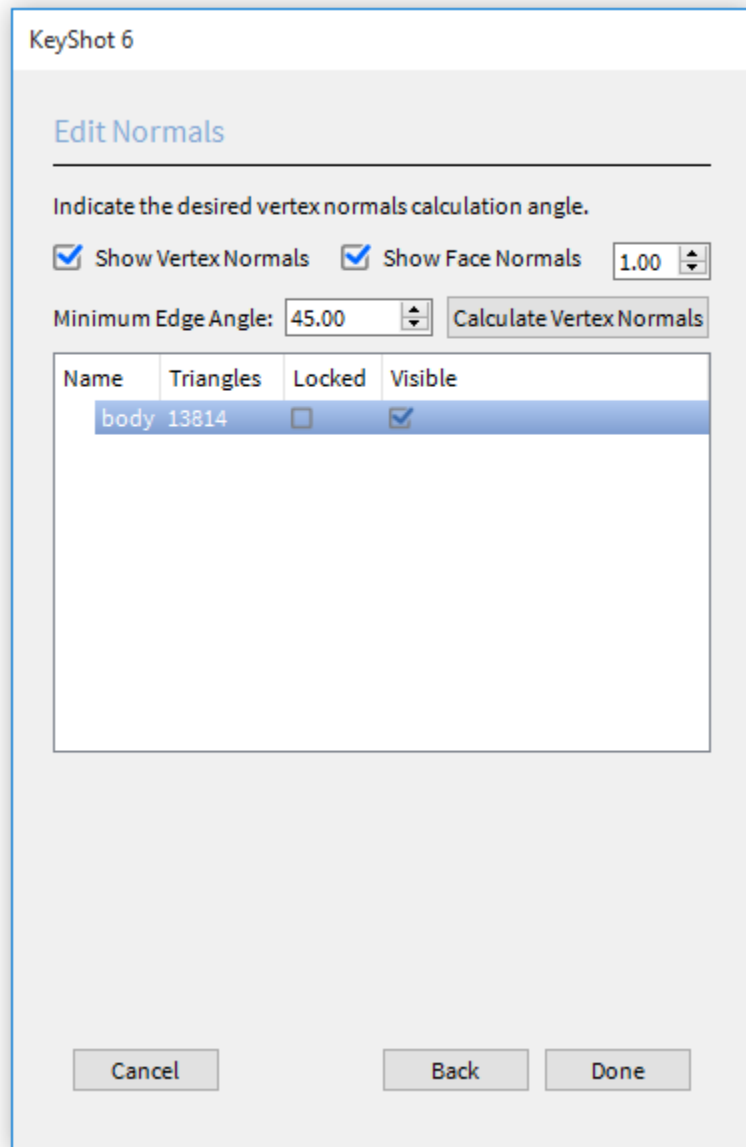 KeyShot 6
Edit Normals
Indicate the desired vertex normals calculation angle.
Show Vertex Normals Show Face Normals 1.00
Minimum Edge Angle: 45.00 Calculate Vertex Normals
Name Triangles Locked Visible
body 13814
Cancel Back Done